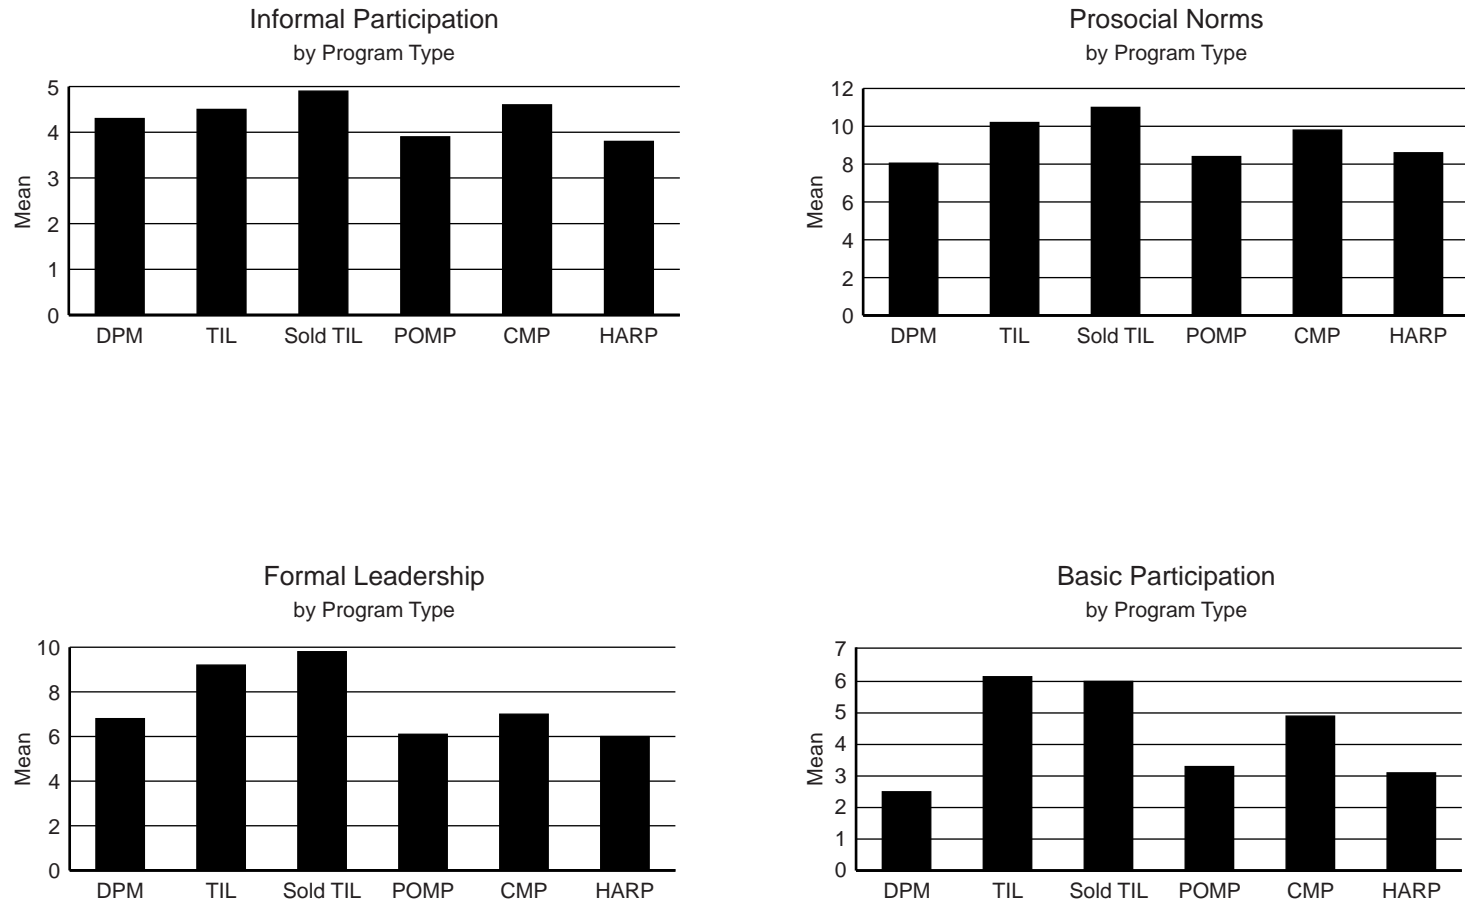 Informal Participation
by Program Type
Mean
5
4
3
2
1
0
DPM TIL Sold TIL POMP CMP HARP
Prosocial Norms
by Program Type
Mean
12
10
8
6
4
2
0
DPM TIL Sold TIL POMP CMP HARP
Formal Leadership
by Program Type
Mean
10
8
6
4
2
0
DPM TIL Sold TIL POMP CMP HARP
Basic Participation
by Program Type
Mean
7
6
5
4
3
2
1
0
DPM TIL Sold TIL POMP CMP HARP